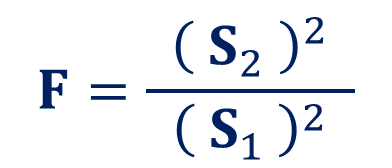 F = ( S₂ )² / ( S₁ )²